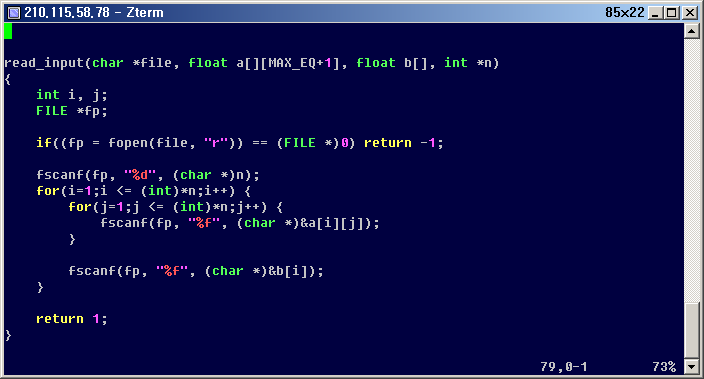 210,115,58,78 - Zterm 85×22
read_input(char *file, float a[][MAX_EQ+1], float b[], int *n)
{
    int i, j;
    FILE *fp;
    if((fp = fopen(file, "r")) == (FILE *)0) return -1;
    fscanf(fp, "%d", (char *)n);
    for(i=1;i <= (int)*n;i++) {
        for(j=1;j <= (int)*n;j++) {
            fscanf(fp, "%f", (char *)&a[i][j]);
        }
        fscanf(fp, "%f", (char *)&b[i]);
    }
    return 1;
}
79,0-1 73%